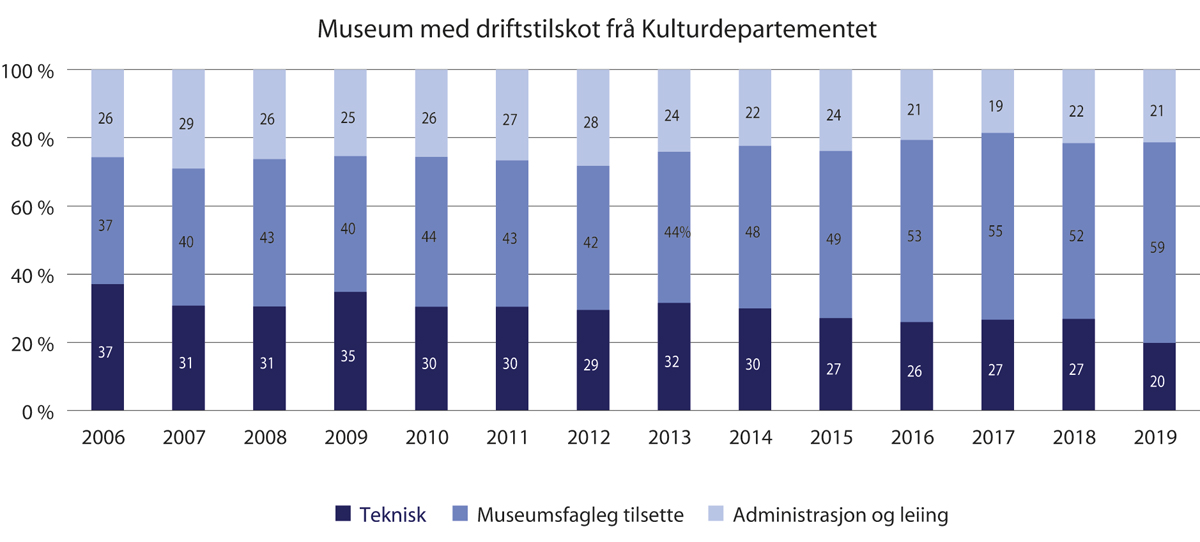 Museum med driftstilskot frå Kulturdepartementet
100 %
26 29 26 25 26 27 28 24 22 24 21 19 22 21
80 %
60 %
37 40 43 40 44 43 42 44% 48 49 53 55 52 59
40 %
20 %
37 31 31 35 30 30 29 32 30 27 26 27 27 20
0 %
2006 2007 2008 2009 2010 2011 2012 2013 2014 2015 2016 2017 2018 2019
Teknisk Museumsfagleg tilsette Administrasjon og leiing